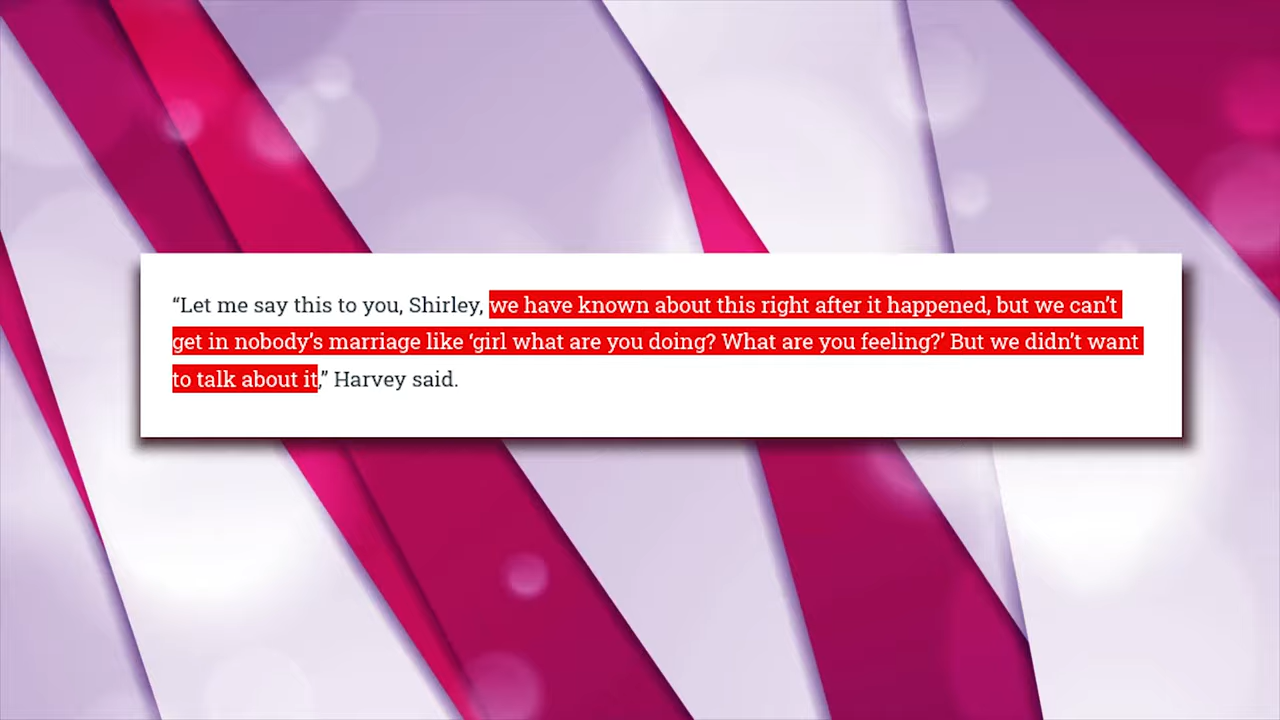 “Let me say this to you, Shirley, we have known about this right after it happened, but we can’t
get in nobody’s marriage like ‘girl what are you doing? What are you feeling?’ But we didn’t want
to talk about it,” Harvey said.